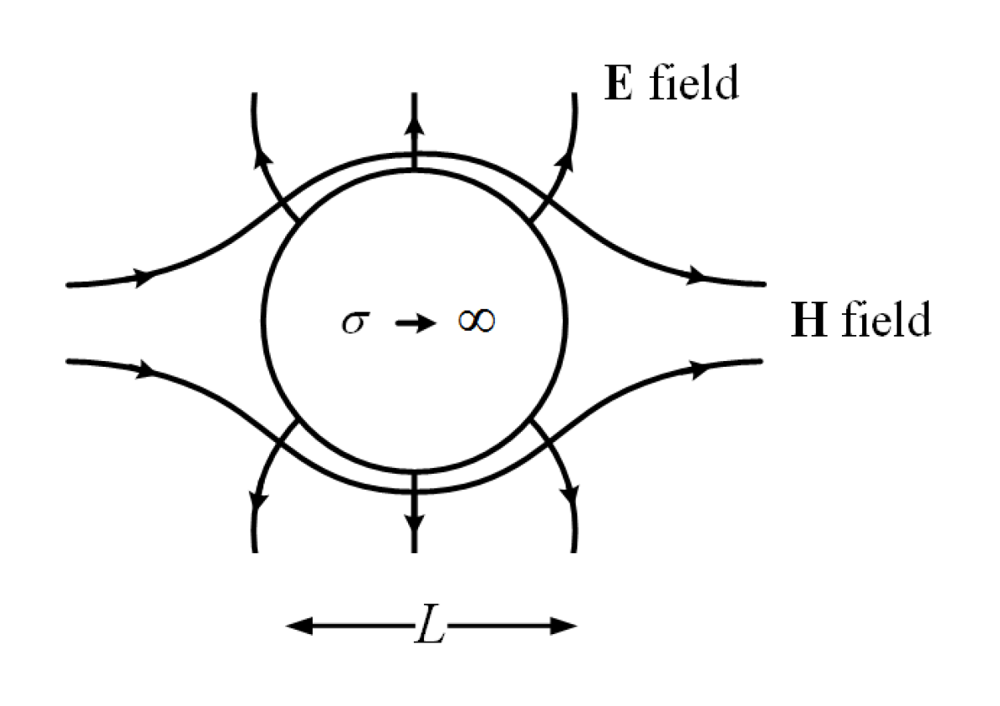 E field
σ → ∞
H field
L